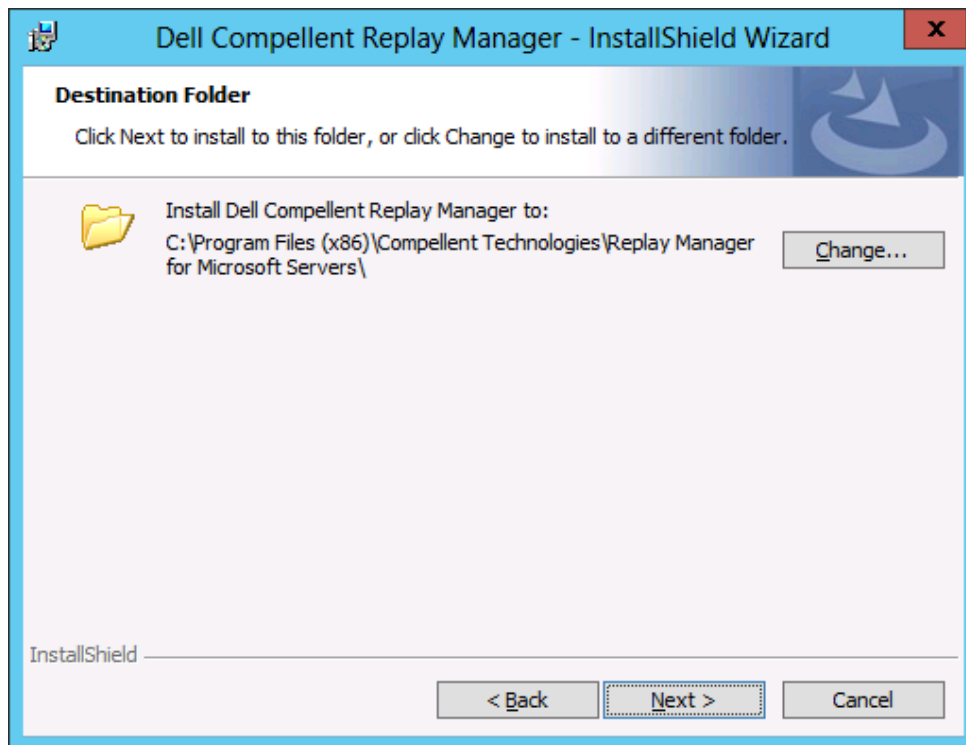 Dell Compellent Replay Manager - InstallShield Wizard
x
Destination Folder
Click Next to install to this folder, or click Change to install to a different folder.
Install Dell Compellent Replay Manager to:
C:\Program Files (x86)\Compellent Technologies\Replay Manager
for Microsoft Servers\
Change...
InstallShield
< Back
Next >
Cancel